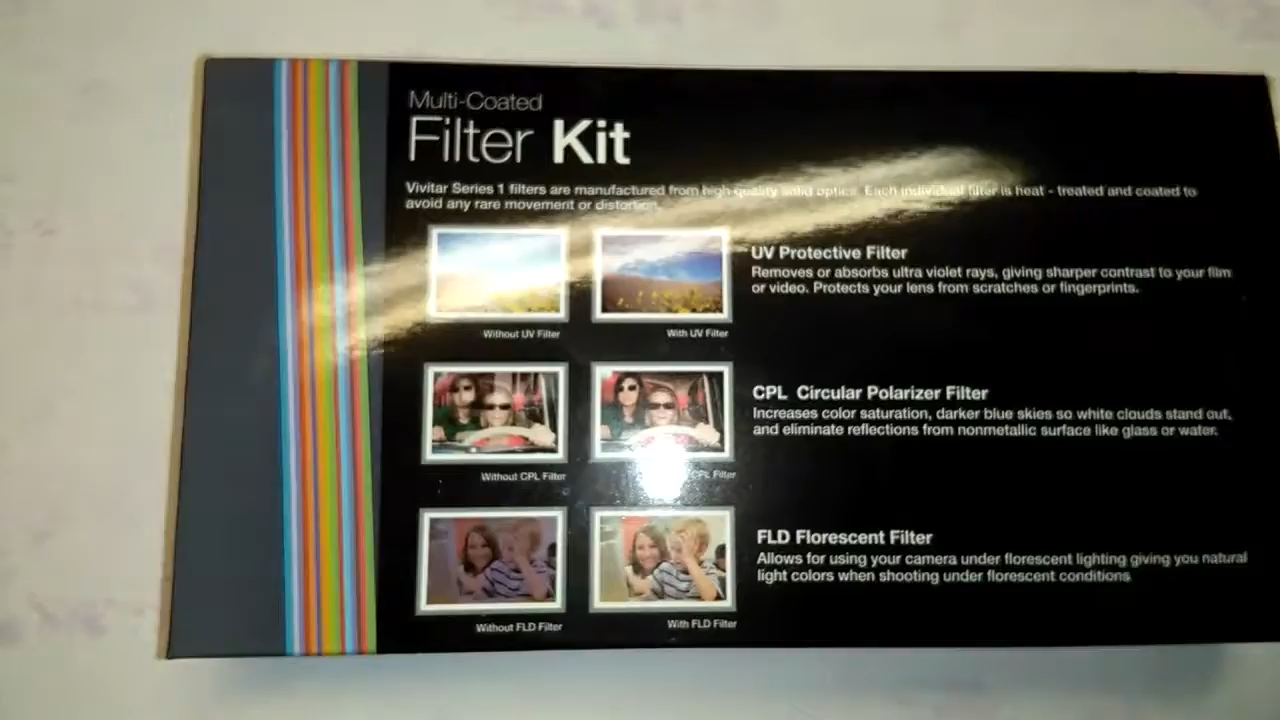 Multi-Coated
Filter Kit
Vivitar Series 1 filters are manufactured from high quality solid optics. Each individual filter is heat - treated and coated to
avoid any rare movement or distortion.
UV Protective Filter
Removes or absorbs ultra violet rays, giving sharper contrast to your film
or video. Protects your lens from scratches or fingerprints.
Without UV Filter
With UV Filter
CPL Circular Polarizer Filter
Increases color saturation, darker blue skies so white clouds stand out,
and eliminate reflections from nonmetallic surface like glass or water.
Without CPL Filter
CPL Filter
FLD Florescent Filter
Allows for using your camera under florescent lighting giving you natural
light colors when shooting under florescent conditions
Without FLD Filter
With FLD Filter